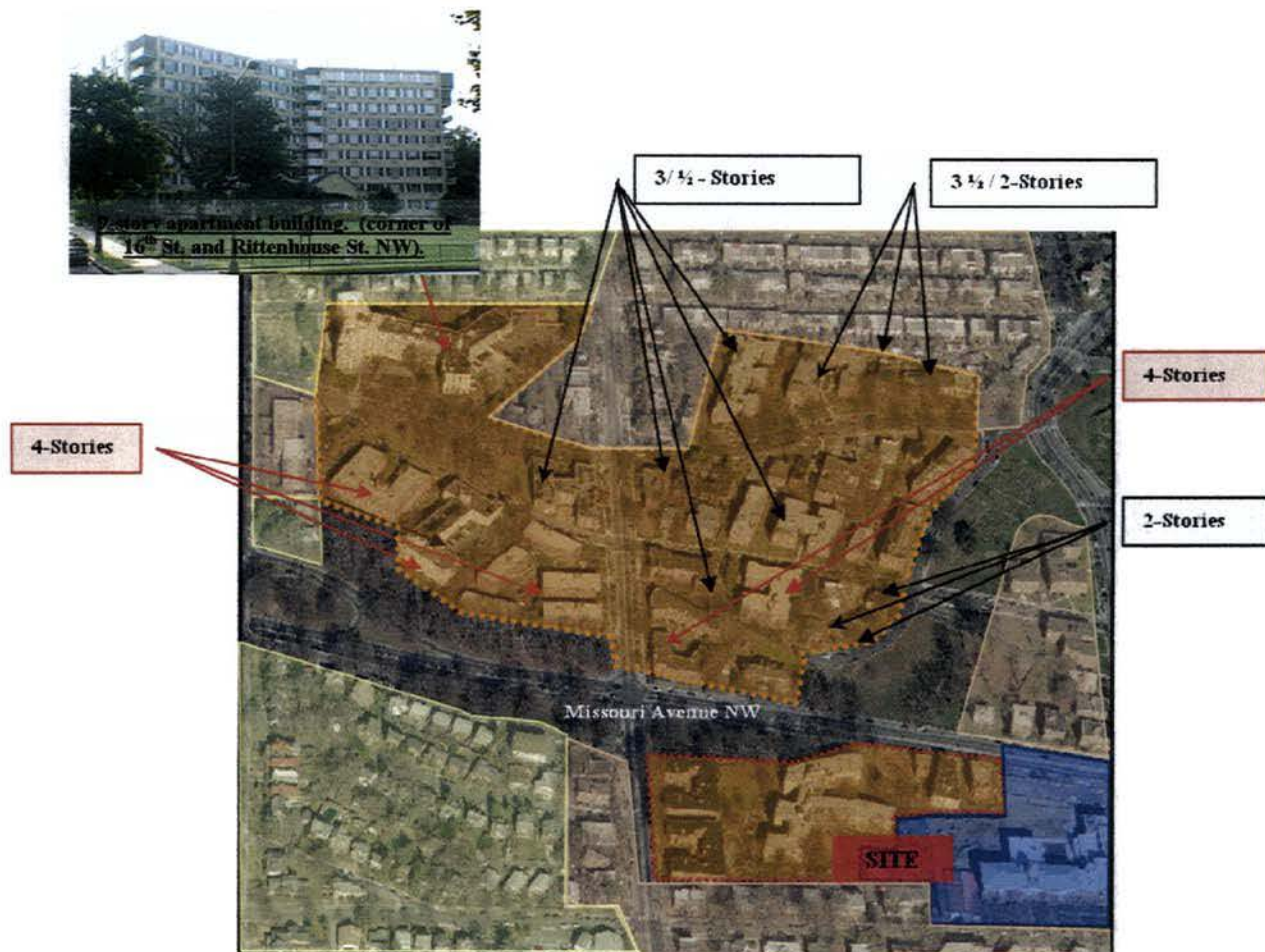 9-story apartment building. (corner of
16th St. and Rittenhouse St. NW).
3/ ½ - Stories
3 ½ / 2-Stories
4-Stories
4-Stories
2-Stories
Missouri Avenue NW
SITE